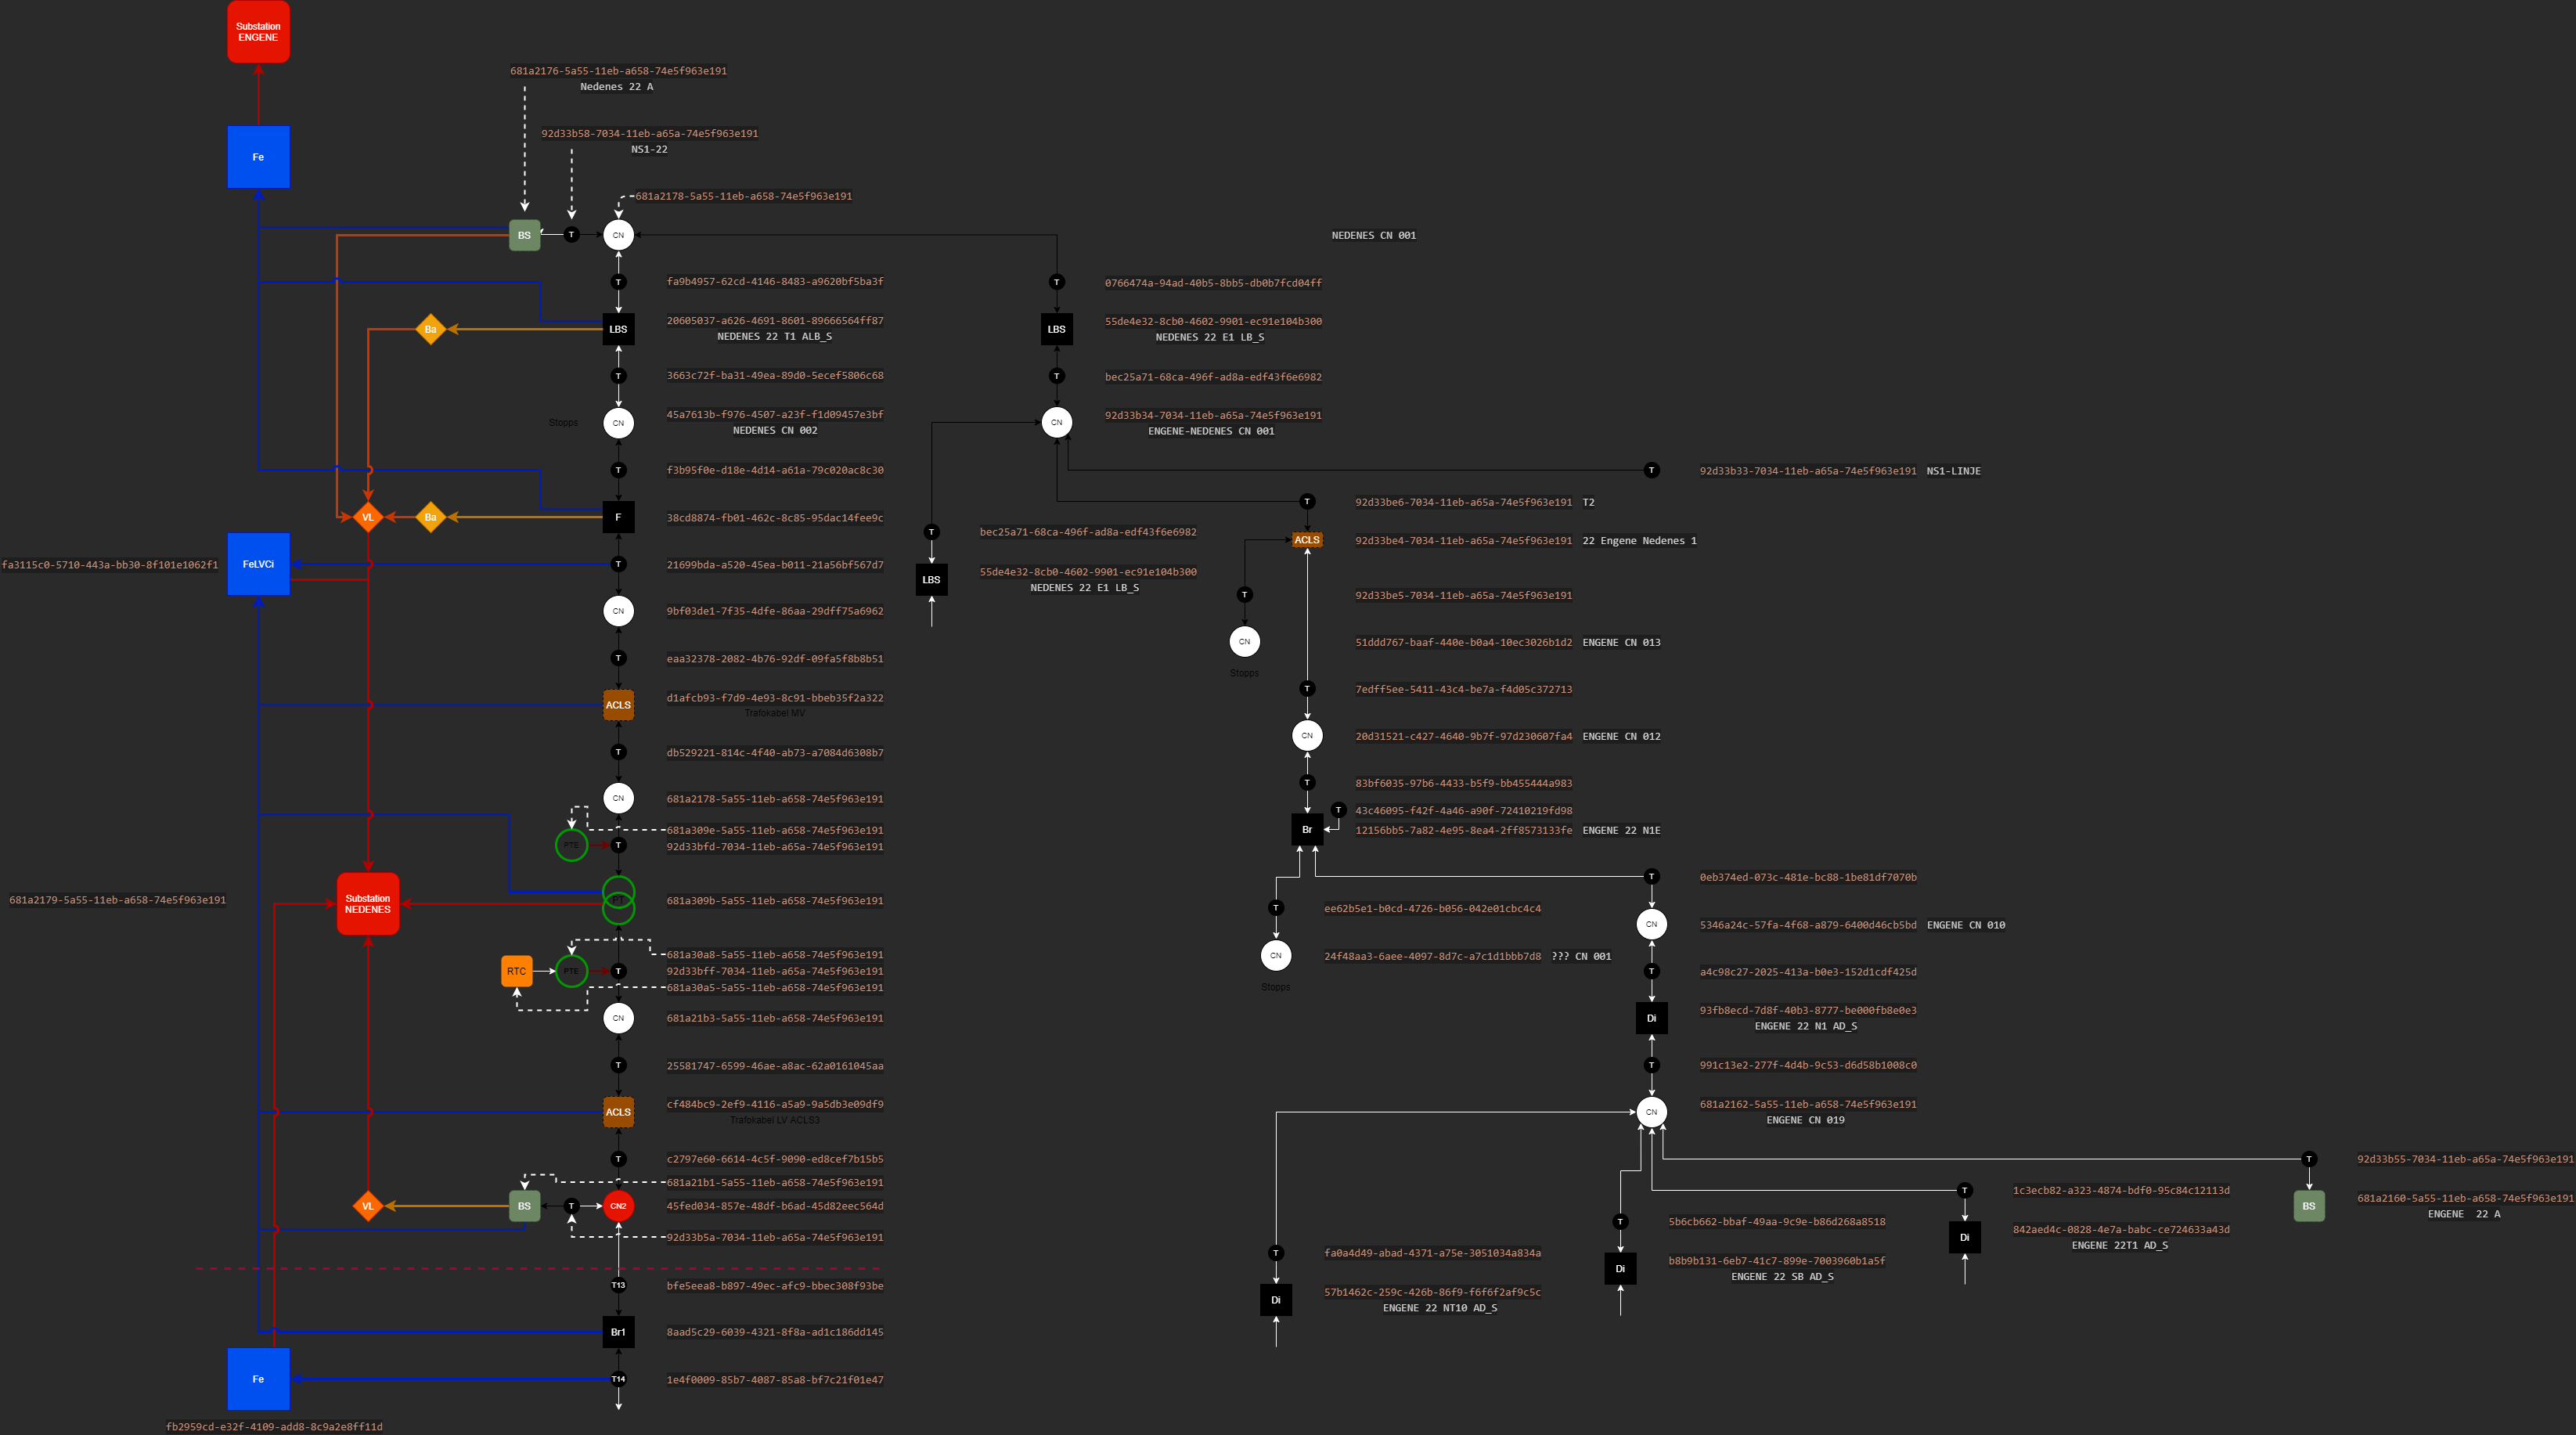 Substation
ENGENE
681a2176-5a55-11eb-a658-74e5f963e191
Nedenes 22 A
Fe
92d33b58-7034-11eb-a65a-74e5f963e191
NS1-22
681a2178-5a55-11eb-a658-74e5f963e191
BS
T
CN
NEDENES CN 001
T
fa9b4957-62cd-4146-8483-a9620bf5ba3f
T
0766474a-94ad-40b5-8bb5-db0b7fcd04ff
Ba
LBS
20605037-a626-4691-8601-89666564ff87
NEDENES 22 T1 ALB_S
LBS
55de4e32-8cb0-4602-9901-ec91e104b300
NEDENES 22 E1 LB_S
T
3663c72f-ba31-49ea-89d0-5ecef5806c68
T
bec25a71-68ca-496f-ad8a-edf43f6e6982
Stopps
CN
45a7613b-f976-4507-a23f-f1d09457e3bf
NEDENES CN 002
CN
92d33b34-7034-11eb-a65a-74e5f963e191
ENGENE-NEDENES CN 001
T
f3b95f0e-d18e-4d14-a61a-79c020ac8c30
T
92d33b33-7034-11eb-a65a-74e5f963e191 NS1-LINJE
T
92d33be6-7034-11eb-a65a-74e5f963e191 T2
VL
Ba
F
38cd8874-fb01-462c-8c85-95dac14fee9c
T
bec25a71-68ca-496f-ad8a-edf43f6e6982
ACLS
92d33be4-7034-11eb-a65a-74e5f963e191 22 Engene Nedenes 1
fa3115c0-5710-443a-bb30-8f101e1062f1
FeLVCi
T
21699bda-a520-45ea-b011-21a56bf567d7
LBS
55de4e32-8cb0-4602-9901-ec91e104b300
NEDENES 22 E1 LB_S
T
92d33be5-7034-11eb-a65a-74e5f963e191
CN
9bf03de1-7f35-4dfe-86aa-29dff75a6962
CN
51ddd767-baaf-440e-b0a4-10ec3026b1d2 ENGENE CN 013
Stopps
T
eaa32378-2082-4b76-92df-09fa5f8b8b51
T
7edff5ee-5411-43c4-be7a-f4d05c372713
ACLS
d1afcb93-f7d9-4e93-8c91-bbeb35f2a322
Trafokabel MV
CN
20d31521-c427-4640-9b7f-97d230607fa4 ENGENE CN 012
T
db529221-814c-4f40-ab73-a7084d6308b7
T
83bf6035-97b6-4433-b5f9-bb455444a983
CN
681a2178-5a55-11eb-a658-74e5f963e191
T
43c46095-f42f-4a46-a90f-72410219fd98
681a309e-5a55-11eb-a658-74e5f963e191
Br
12156bb5-7a82-4e95-8ea4-2ff8573133fe ENGENE 22 N1E
PTE
T
92d33bfd-7034-11eb-a65a-74e5f963e191
T
0eb374ed-073c-481e-bc88-1be81df7070b
681a2179-5a55-11eb-a658-74e5f963e191
Substation
NEDENES
PT
681a309b-5a55-11eb-a658-74e5f963e191
T
ee62b5e1-b0cd-4726-b056-042e01cbc4c4
CN
5346a24c-57fa-4f68-a879-6400d46cb5bd ENGENE CN 010
681a30a8-5a55-11eb-a658-74e5f963e191
CN
24f48aa3-6aee-4097-8d7c-a7c1d1bbb7d8 ??? CN 001
Stopps
RTC
PTE
T
92d33bff-7034-11eb-a65a-74e5f963e191
T
a4c98c27-2025-413a-b0e3-152d1cdf425d
681a30a5-5a55-11eb-a658-74e5f963e191
CN
681a21b3-5a55-11eb-a658-74e5f963e191
Di
93fb8ecd-7d8f-40b3-8777-be000fb8e0e3
ENGENE 22 N1 AD_S
T
25581747-6599-46ae-a8ac-62a0161045aa
T
991c13e2-277f-4d4b-9c53-d6d58b1008c0
ACLS
cf484bc9-2ef9-4116-a5a9-9a5db3e09df9
Trafokabel LV ACLS3
CN
681a2162-5a55-11eb-a658-74e5f963e191
ENGENE CN 019
T
c2797e60-6614-4c5f-9090-ed8cef7b15b5
T
92d33b55-7034-11eb-a65a-74e5f963e191
681a21b1-5a55-11eb-a658-74e5f963e191
T
1c3ecb82-a323-4874-bdf0-95c84c12113d
VL
BS
T
CN2
45fed034-857e-48df-b6ad-45d82eec564d
BS
681a2160-5a55-11eb-a658-74e5f963e191
ENGENE 22 A
T
5b6cb662-bbaf-49aa-9c9e-b86d268a8518
92d33b5a-7034-11eb-a65a-74e5f963e191
Di
842aed4c-0828-4e7a-babc-ce724633a43d
ENGENE 22T1 AD_S
T
fa0a4d49-abad-4371-a75e-3051034a834a
Di
b8b9b131-6eb7-41c7-899e-7003960b1a5f
ENGENE 22 SB AD_S
T13
bfe5eea8-b897-49ec-afc9-bbec308f93be
Di
57b1462c-259c-426b-86f9-f6f6f2af9c5c
ENGENE 22 NT10 AD_S
Br1
8aad5c29-6039-4321-8f8a-ad1c186dd145
Fe
T14
1e4f0009-85b7-4087-85a8-bf7c21f01e47
fb2959cd-e32f-4109-add8-8c9a2e8ff11d